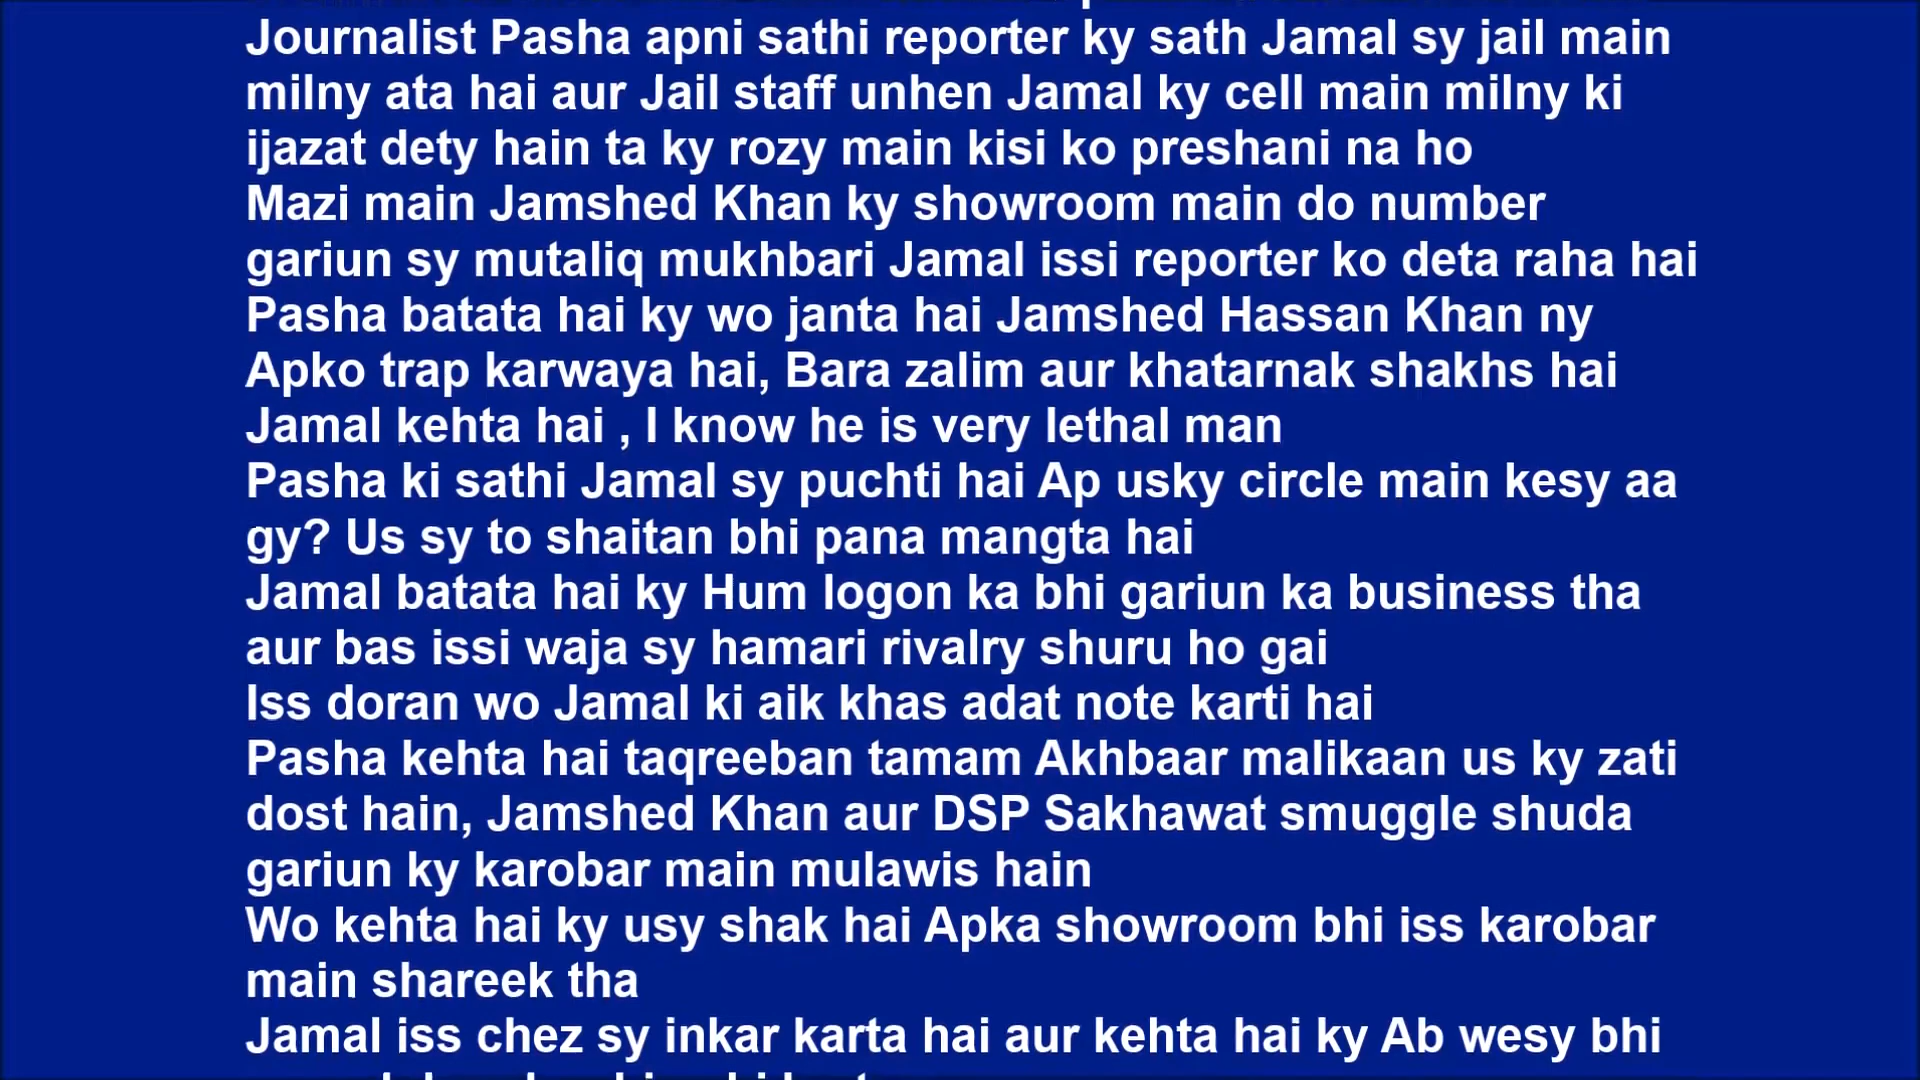 Journalist Pasha apni sathi reporter ky sath Jamal sy jail main
milny ata hai aur Jail staff unhen Jamal ky cell main milny ki
ijazat dety hain ta ky rozy main kisi ko preshani na ho
Mazi main Jamshed Khan ky showroom main do number
gariun sy mutaliq mukhbari Jamal issi reporter ko deta raha hai
Pasha batata hai ky wo janta hai Jamshed Hassan Khan ny
Apko trap karwaya hai, Bara zalim aur khatarnak shakhs hai
Jamal kehta hai , I know he is very lethal man
Pasha ki sathi Jamal sy puchti hai Ap usky circle main kesy aa
gy? Us sy to shaitan bhi pana mangta hai
Jamal batata hai ky Hum logon ka bhi gariun ka business tha
aur bas issi waja sy hamari rivalry shuru ho gai
Iss doran wo Jamal ki aik khas adat note karti hai
Pasha kehta hai taqreeban tamam Akhbaar malikaan us ky zati
dost hain, Jamshed Khan aur DSP Sakhawat smuggle shuda
gariun ky karobar main mulawis hain
Wo kehta hai ky usy shak hai Apka showroom bhi iss karobar
main shareek tha
Jamal iss chez sy inkar karta hai aur kehta hai ky Ab wesy bhi